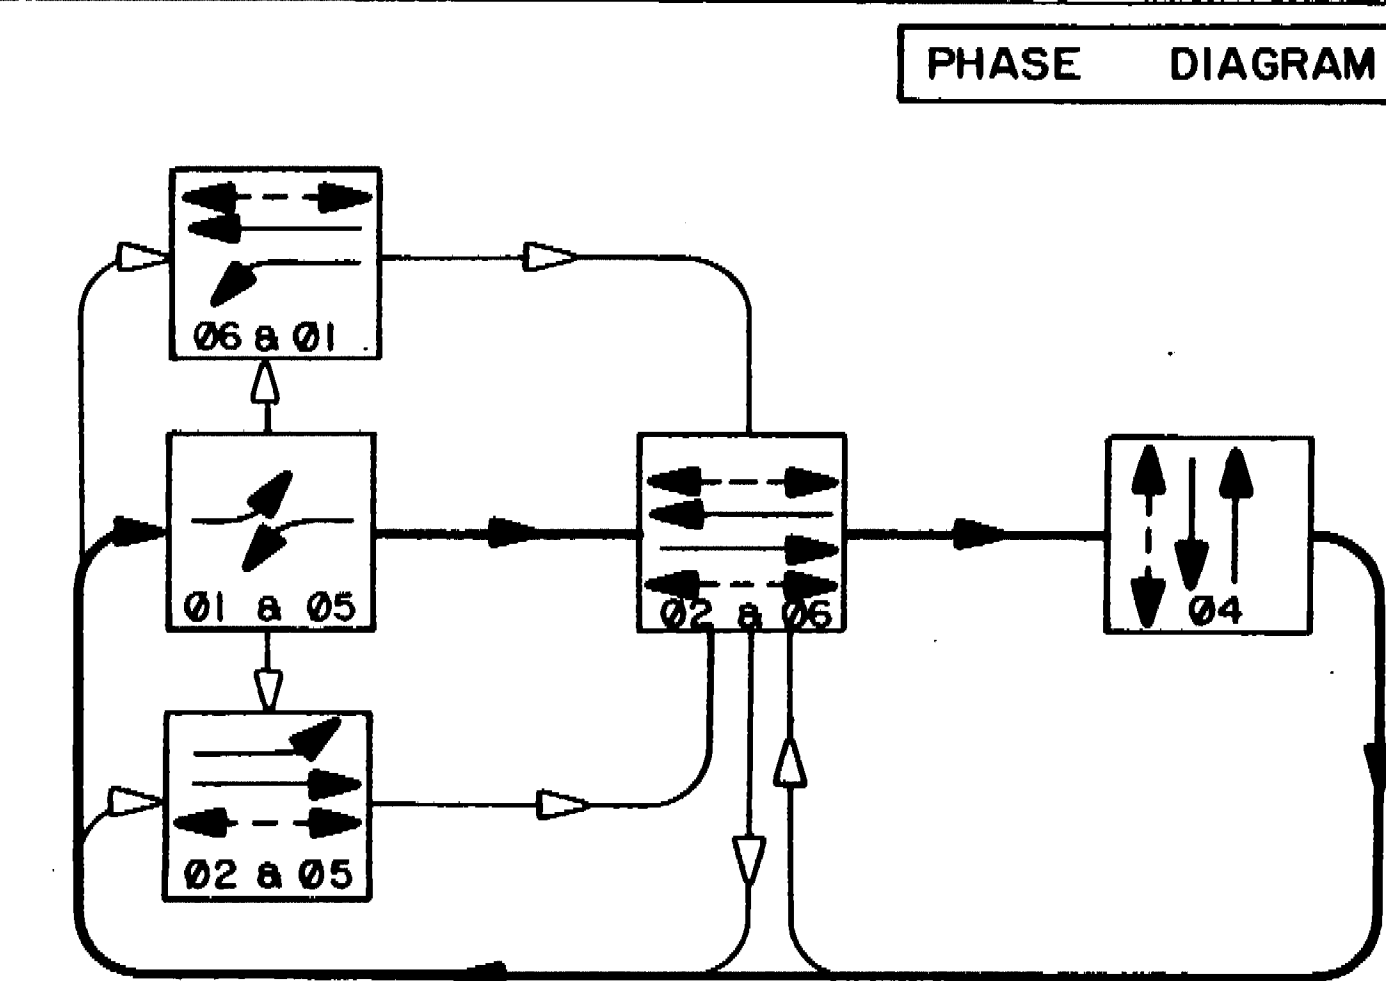 PHASE DIAGRAM
Ø6 & Ø1
Ø1 & Ø5
Ø2 & Ø6
Ø4
Ø2 & Ø5